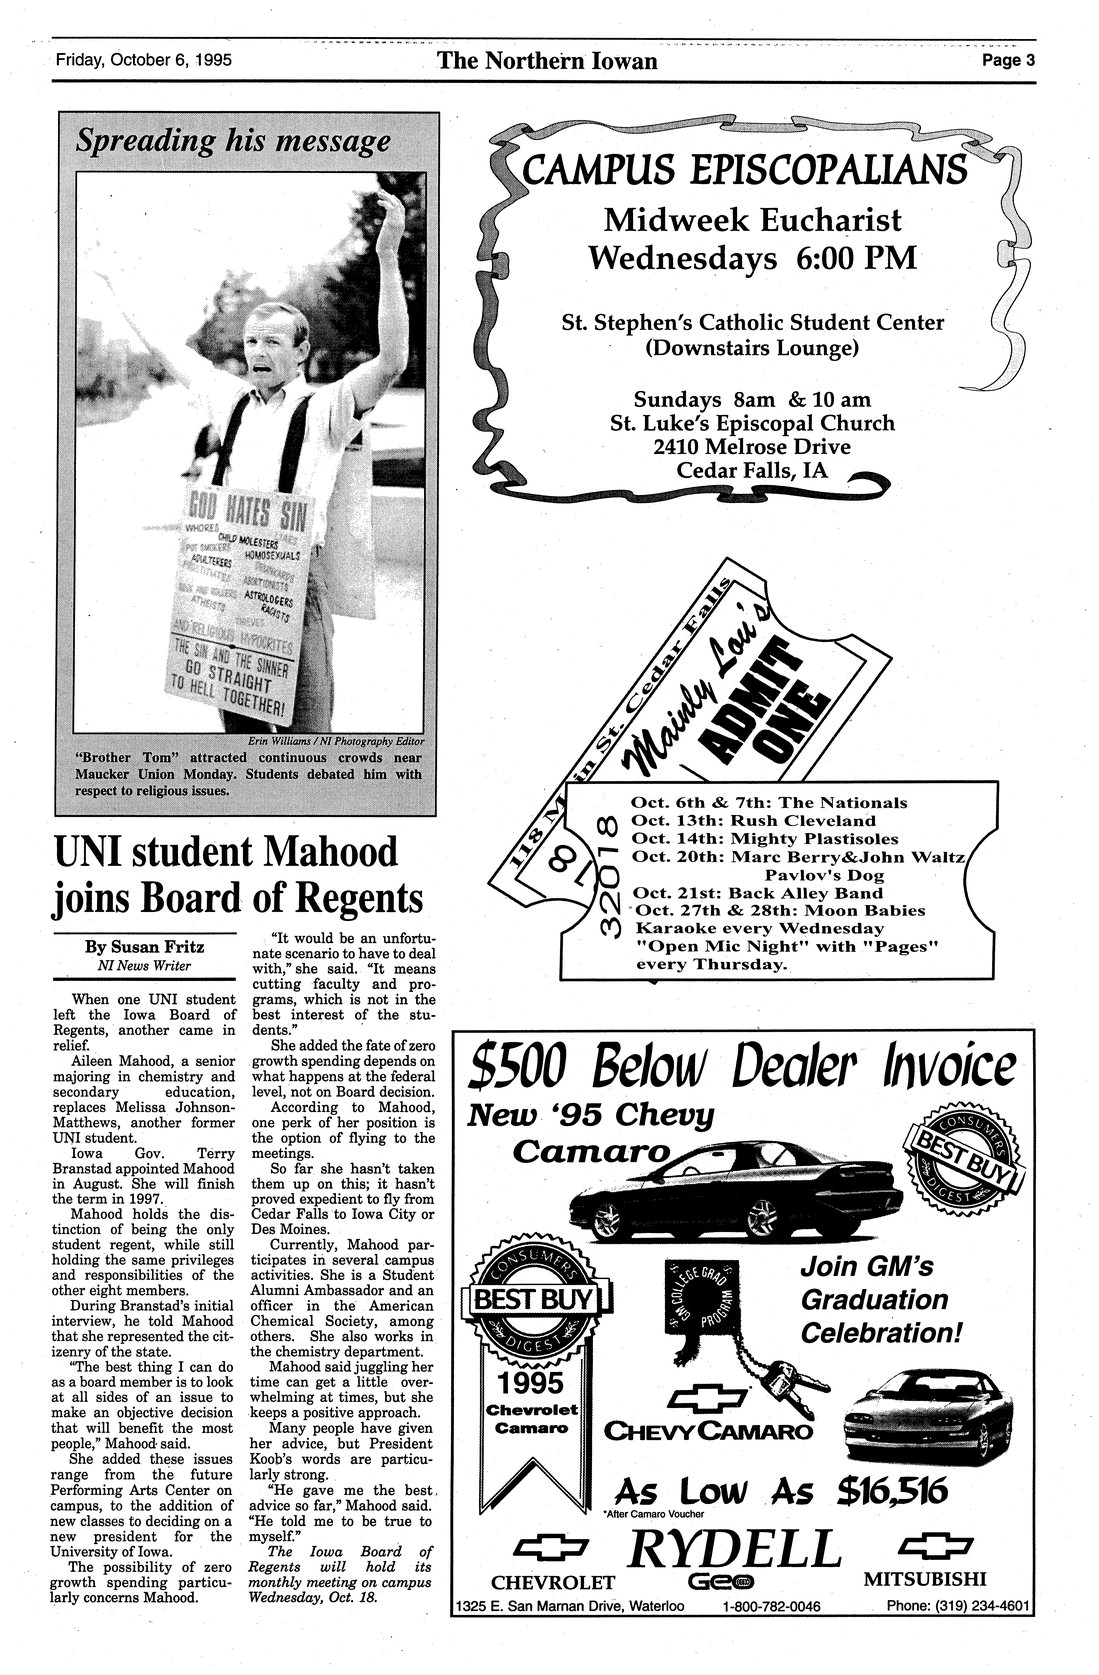 Friday, October 6, 1995
The Northern Iowan
Page 3
Spreading his message
GOD HATES SIN
WHORES
CHILD MOLESTERS
POT SMOKERS
HOMOSEXUALS
ADULTERERS
PROSTITUTES
ABORTIONISTS
ASTROLOGERS
ATHEISTS
RACISTS
THIEVES
AND RELIGIOUS HYPOCRITES
THE SIN AND THE SINNER
GO STRAIGHT
TO HELL TOGETHER!
Erin Williams / NI Photography Editor
"Brother Tom" attracted continuous crowds near
Maucker Union Monday. Students debated him with
respect to religious issues.
UNI student Mahood
joins Board of Regents
By Susan Fritz
NI News Writer
When one UNI student
left the Iowa Board of
Regents, another came in
relief.
Aileen Mahood, a senior
majoring in chemistry and
secondary education,
replaces Melissa Johnson-
Matthews, another former
UNI student.
Iowa Gov. Terry
Branstad appointed Mahood
in August. She will finish
the term in 1997.
Mahood holds the dis-
tinction of being the only
student regent, while still
holding the same privileges
and responsibilities of the
other eight members.
During Branstad's initial
interview, he told Mahood
that she represented the cit-
izenry of the state.
"The best thing I can do
as a board member is to look
at all sides of an issue to
make an objective decision
that will benefit the most
people," Mahood said.
She added these issues
range from the future
Performing Arts Center on
campus, to the addition of
new classes to deciding on a
new president for the
University of Iowa.
The possibility of zero
growth spending particu-
larly concerns Mahood.
"It would be an unfortu-
nate scenario to have to deal
with," she said. "It means
cutting faculty and pro-
grams, which is not in the
best interest of the stu-
dents."
She added the fate of zero
growth spending depends on
what happens at the federal
level, not on Board decision.
According to Mahood,
one perk of her position is
the option of flying to the
meetings.
So far she hasn't taken
them up on this; it hasn't
proved expedient to fly from
Cedar Falls to Iowa City or
Des Moines.
Currently, Mahood par-
ticipates in several campus
activities. She is a Student
Alumni Ambassador and an
officer in the American
Chemical Society, among
others. She also works in
the chemistry department.
Mahood said juggling her
time can get a little over-
whelming at times, but she
keeps a positive approach.
Many people have given
her advice, but President
Koob's words are particu-
larly strong.
"He gave me the best
advice so far," Mahood said.
"He told me to be true to
myself."
The Iowa Board of
Regents will hold its
monthly meeting on campus
Wednesday, Oct. 18.
CAMPUS EPISCOPALIANS
Midweek Eucharist
Wednesdays 6:00 PM
St. Stephen's Catholic Student Center
(Downstairs Lounge)
Sundays 8am & 10 am
St. Luke's Episcopal Church
2410 Melrose Drive
Cedar Falls, IA
118 Main St. Cedar Falls
Mainly Lou's
ADMIT
ONE
18
32018
Oct. 6th & 7th: The Nationals
Oct. 13th: Rush Cleveland
Oct. 14th: Mighty Plastisoles
Oct. 20th: Marc Berry&John Waltz
Pavlov's Dog
Oct. 21st: Back Alley Band
Oct. 27th & 28th: Moon Babies
Karaoke every Wednesday
"Open Mic Night" with "Pages"
every Thursday.
$500 Below Dealer Invoice
New '95 Chevy
Camaro
CONSUMERS
BEST BUY
DIGEST
CONSUMERS
BEST BUY
DIGEST
1995
Chevrolet
Camaro
GM COLLEGE GRAD PROGRAM
Join GM's
Graduation
Celebration!
CHEVY CAMARO
As Low As $16,516
*After Camaro Voucher
RYDELL
CHEVROLET
Geo
MITSUBISHI
1325 E. San Marnan Drive, Waterloo
1-800-782-0046
Phone: (319) 234-4601